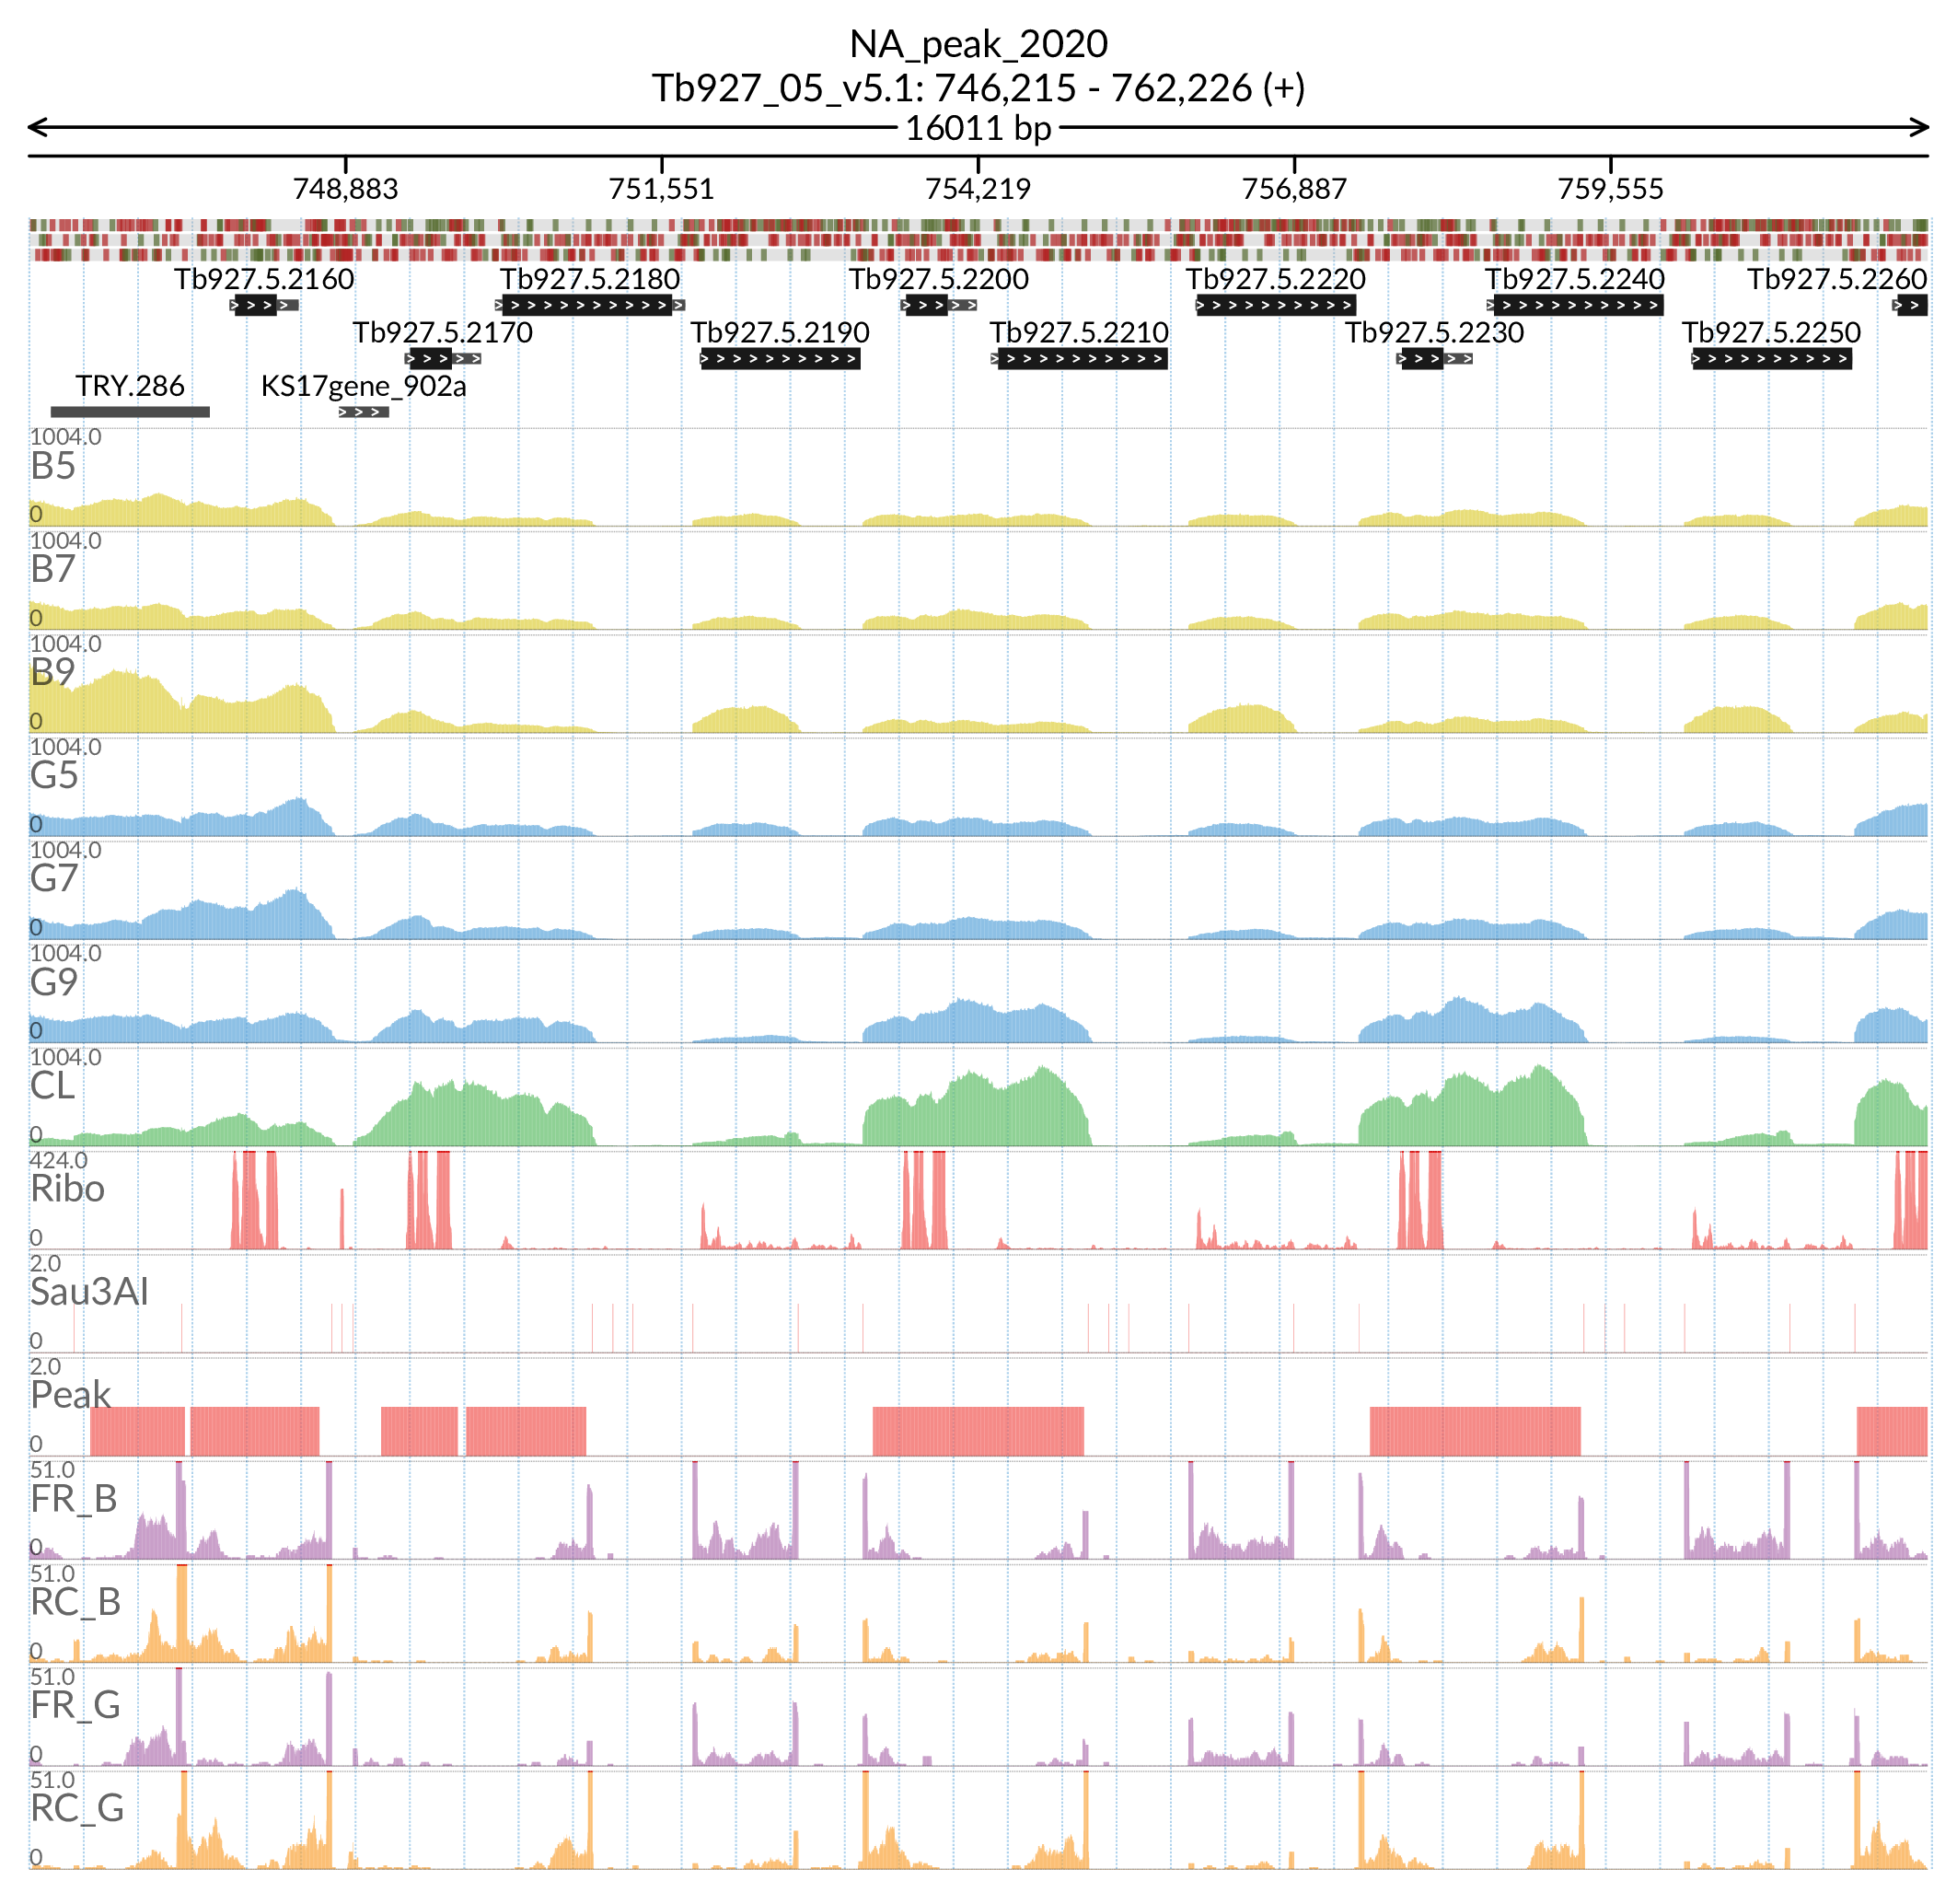 NA_peak_2020
Tb927_05_v5.1: 746,215 - 762,226 (+)
16011 bp
748,883 751,551 754,219 756,887 759,555
Tb927.5.2160 Tb927.5.2180 Tb927.5.2200 Tb927.5.2220 Tb927.5.2240 Tb927.5.2260
Tb927.5.2170 Tb927.5.2190 Tb927.5.2210 Tb927.5.2230 Tb927.5.2250
TRY.286 KS17gene_902a
1004.0
B5
0
1004.0
B7
0
1004.0
B9
0
1004.0
G5
0
1004.0
G7
0
1004.0
G9
0
1004.0
CL
0
424.0
Ribo
0
2.0
Sau3AI
0
2.0
Peak
0
51.0
FR_B
0
51.0
RC_B
0
51.0
FR_G
0
51.0
RC_G
0